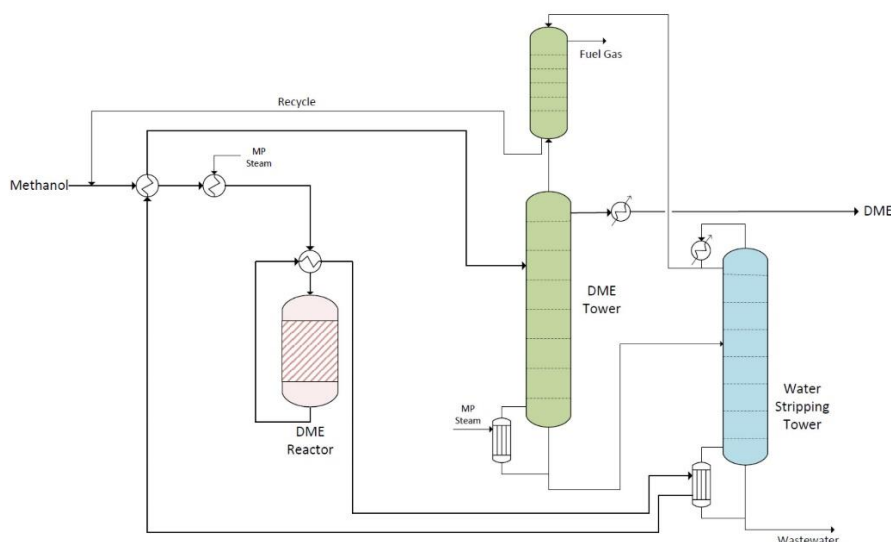 Fuel Gas
Recycle
MP
Steam
Methanol
DME
DME
Tower
DME
Reactor
MP
Steam
Water
Stripping
Tower
Wastewater